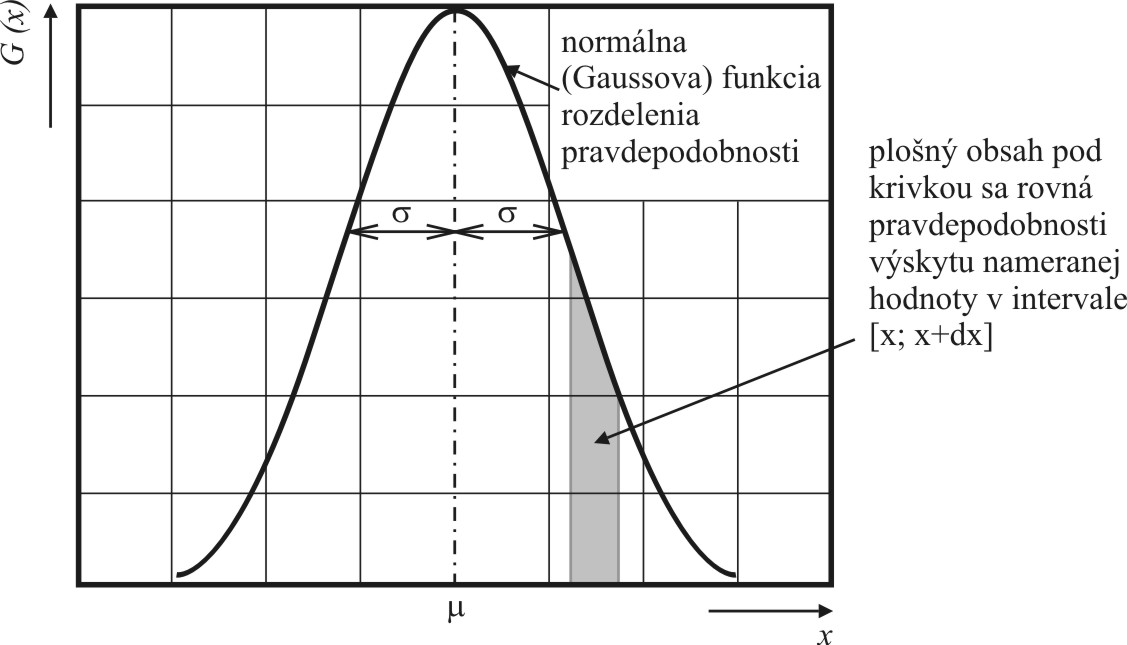 G (x)
normálna
(Gaussova) funkcia
rozdelenia
pravdepodobnosti
plošný obsah pod
krivkou sa rovná
pravdepodobnosti
výskytu nameranej
hodnoty v intervale
[x; x+dx]
σ σ
μ
x